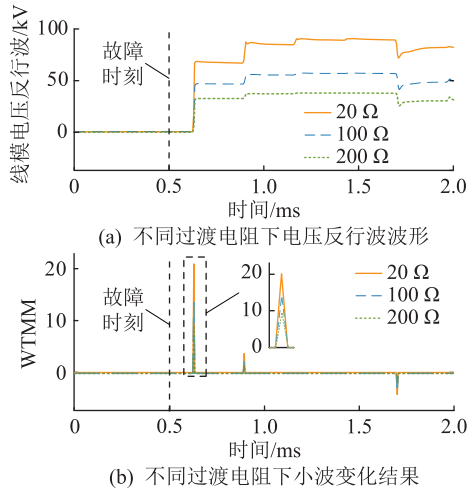 100
50
0
线模电压反行波/kV
故障
时刻
20 Ω
100 Ω
200 Ω
0
0.5
1.0
1.5
2.0
时间/ms
(a) 不同过渡电阻下电压反行波波形
20
10
0
WTMM
故障
时刻
20
10
0
20 Ω
100 Ω
200 Ω
0
0.5
1.0
1.5
2.0
时间/ms
(b) 不同过渡电阻下小波变化结果